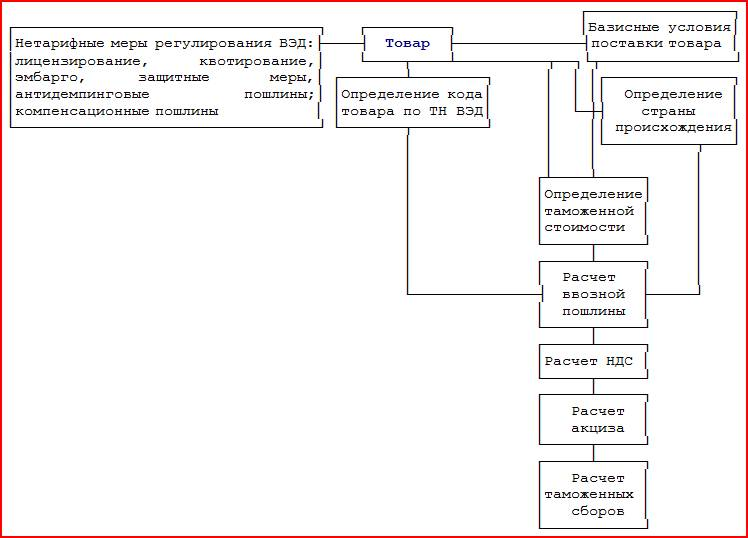 Нетарифные меры регулирования ВЭД:
лицензирование, квотирование,
эмбарго, защитные меры,
антидемпинговые пошлины;
компенсационные пошлины
Товар
Базисные условия
поставки товара
Определение кода
товара по ТН ВЭД
Определение
страны
происхождения
Определение
таможенной
стоимости
Расчет
ввозной
пошлины
Расчет НДС
Расчет
акциза
Расчет
таможенных
сборов